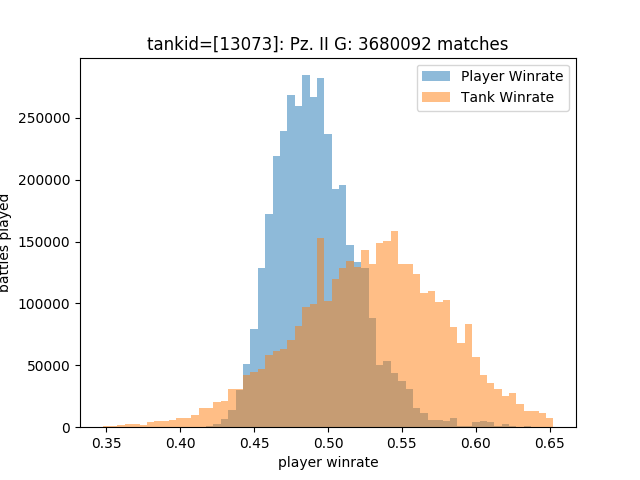 tankid=[13073]: Pz. II G: 3680092 matches
Player Winrate
Tank Winrate
battles played
250000
200000
150000
100000
50000
0
0.35 0.40 0.45 0.50 0.55 0.60 0.65
player winrate